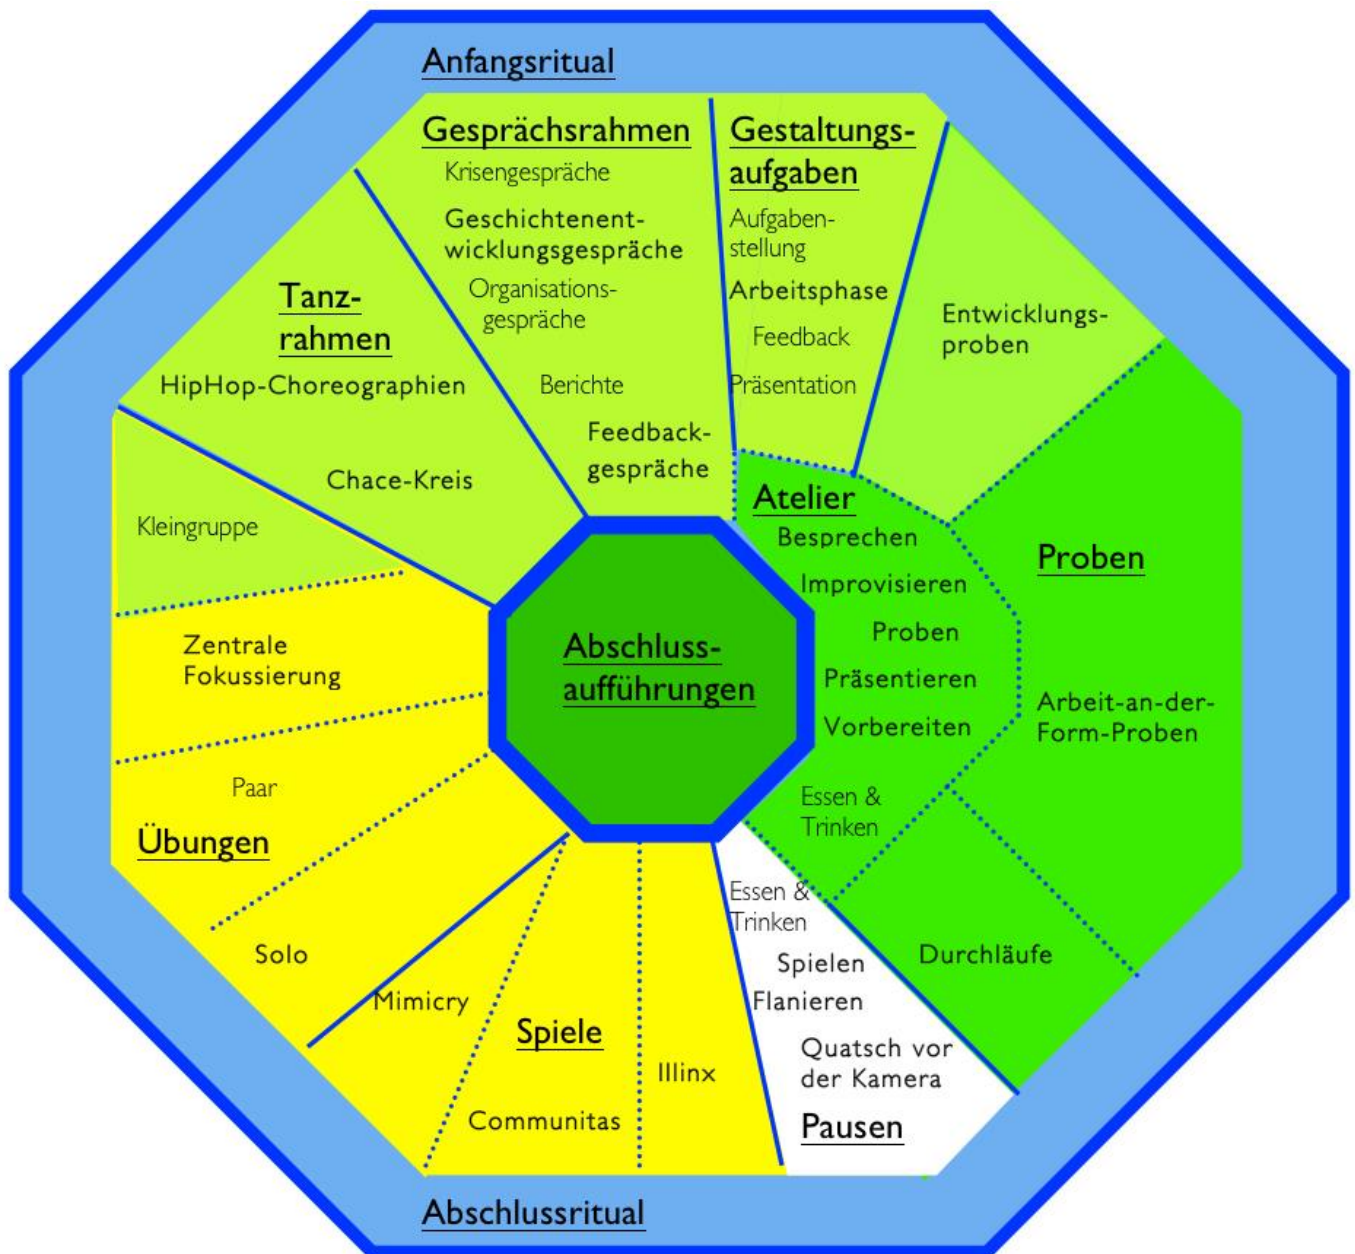 Anfangsritual
Gesprächsrahmen
Krisengespräche
Geschichtenent-
wicklungsgespräche
Organisations-
gespräche
Berichte
Feedback-
gespräche
Gestaltungs-
aufgaben
Aufgaben-
stellung
Arbeitsphase
Feedback
Präsentation
Entwicklungs-
proben
Tanz-
rahmen
HipHop-Choreographien
Chace-Kreis
Kleingruppe
Zentrale
Fokussierung
Paar
Übungen
Solo
Abschluss-
aufführungen
Atelier
Besprechen
Improvisieren
Proben
Präsentieren
Vorbereiten
Essen &
Trinken
Proben
Arbeit-an-der-
Form-Proben
Durchläufe
Mimicry
Spiele
Communitas
Illinx
Essen &
Trinken
Spielen
Flanieren
Quatsch vor
der Kamera
Pausen
Abschlussritual